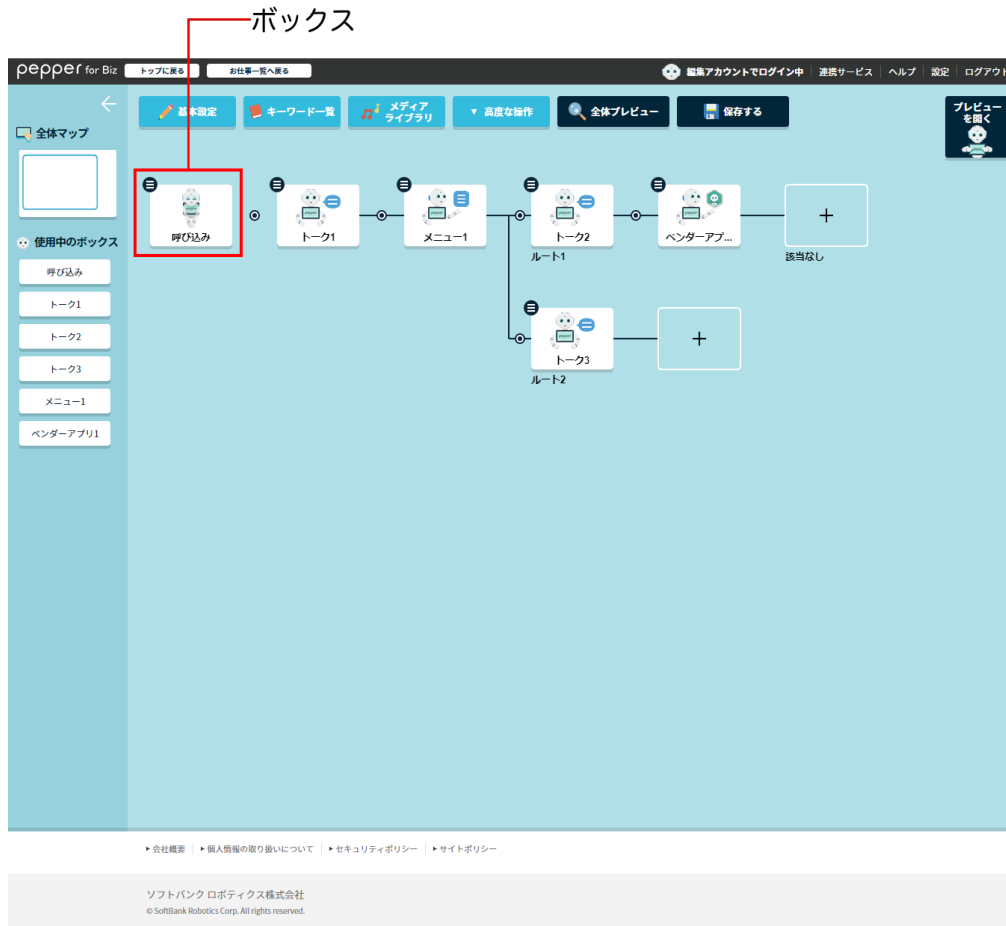 ボックス
pepper for Biz
トップに戻る
お仕事一覧へ戻る
編集アカウントでログイン中
連携サービス
ヘルプ
設定
ログアウト
基本設定
キーワード一覧
メディア
ライブラリ
▼ 高度な操作
全体プレビュー
保存する
プレビュー
を開く
全体マップ
使用中のボックス
呼び込み
トーク1
トーク2
トーク3
メニュー1
ベンダーアプリ1
呼び込み
トーク1
メニュー1
トーク2
ルート1
ベンダーアプ...
該当なし
トーク3
ルート2
会社概要
個人情報の取り扱いについて
セキュリティポリシー
サイトポリシー
ソフトバンク ロボティクス株式会社
© SoftBank Robotics Corp. All rights reserved.